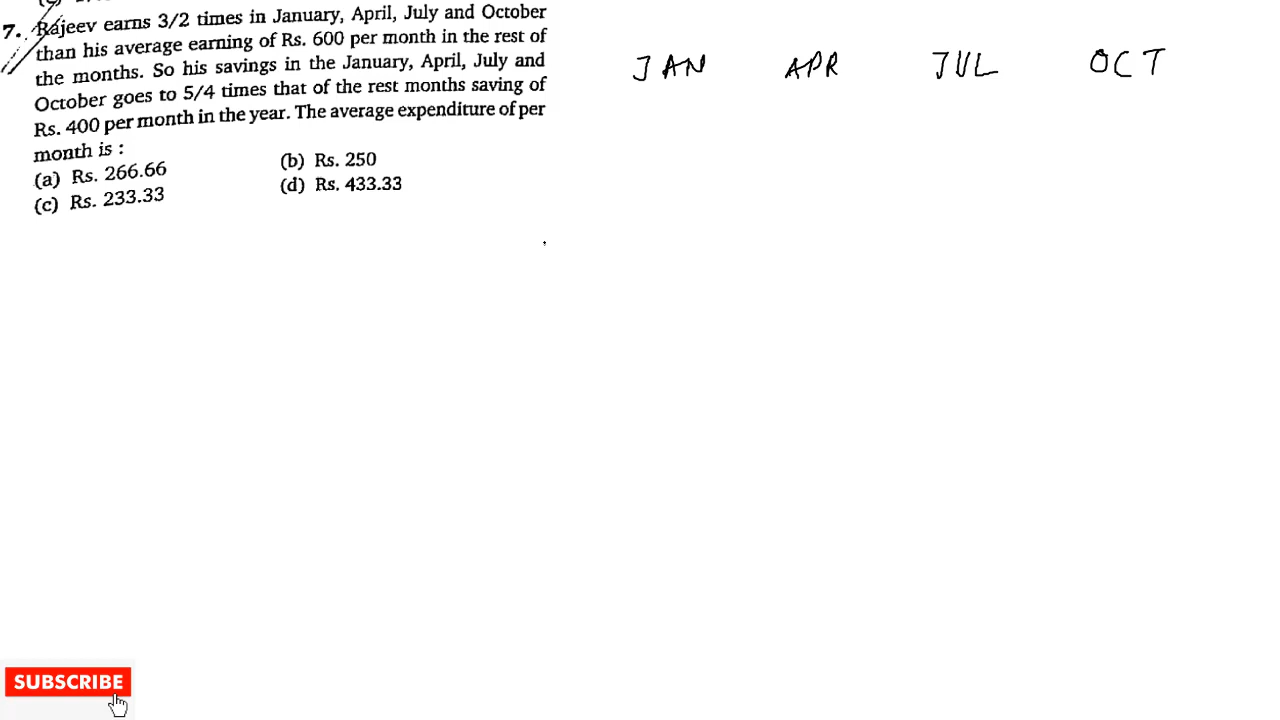 7. Rajeev earns 3/2 times in January, April, July and October
than his average earning of Rs. 600 per month in the rest of
the months. So his savings in the January, April, July and
October goes to 5/4 times that of the rest months saving of
Rs. 400 per month in the year. The average expenditure of per
month is :
(a) Rs. 266.66 (b) Rs. 250
(c) Rs. 233.33 (d) Rs. 433.33
JAN APR JUL OCT
SUBSCRIBE